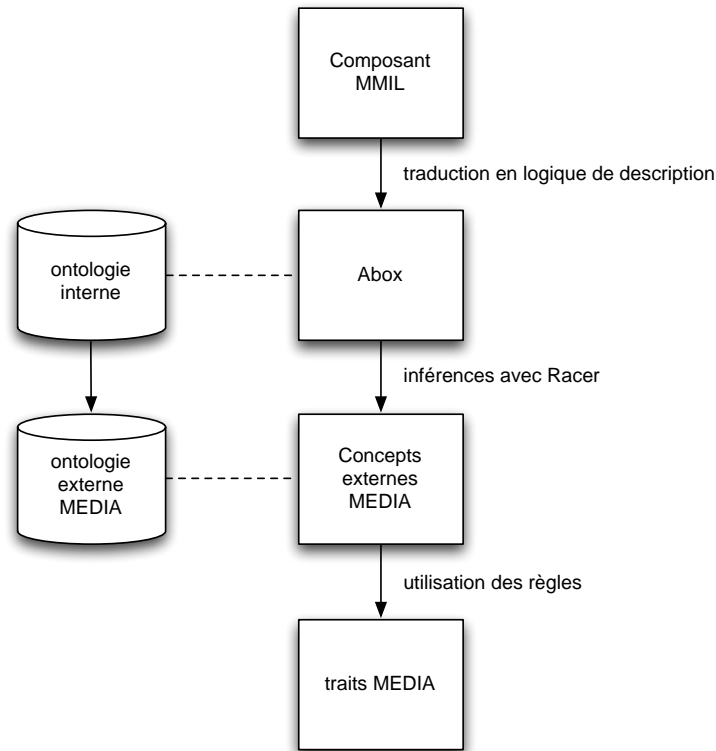 Composant
MMIL
traduction en logique de description
ontologie
interne
Abox
inférences avec Racer
ontologie
externe
MEDIA
Concepts
externes
MEDIA
utilisation des règles
traits MEDIA